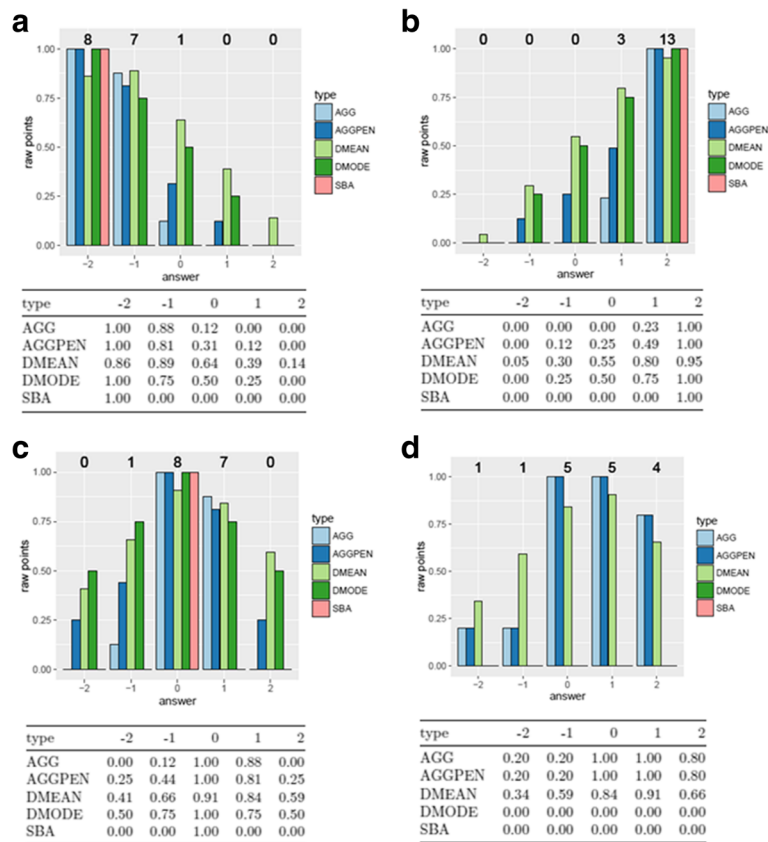 a
8 7 1 0 0
1.00
0.75
0.50
0.25
0.00
raw points
−2 −1 0 1 2
answer
type
AGG
AGGPEN
DMEAN
DMODE
SBA
type -2 -1 0 1 2
AGG 1.00 0.88 0.12 0.00 0.00
AGGPEN 1.00 0.81 0.31 0.12 0.00
DMEAN 0.86 0.89 0.64 0.39 0.14
DMODE 1.00 0.75 0.50 0.25 0.00
SBA 1.00 0.00 0.00 0.00 0.00
b
0 0 0 3 13
1.00
0.75
0.50
0.25
0.00
raw points
−2 −1 0 1 2
answer
type
AGG
AGGPEN
DMEAN
DMODE
SBA
type -2 -1 0 1 2
AGG 0.00 0.00 0.00 0.23 1.00
AGGPEN 0.00 0.12 0.25 0.49 1.00
DMEAN 0.05 0.30 0.55 0.80 0.95
DMODE 0.00 0.25 0.50 0.75 1.00
SBA 0.00 0.00 0.00 0.00 1.00
c
0 1 8 7 0
1.00
0.75
0.50
0.25
0.00
raw points
−2 −1 0 1 2
answer
type
AGG
AGGPEN
DMEAN
DMODE
SBA
type -2 -1 0 1 2
AGG 0.00 0.12 1.00 0.88 0.00
AGGPEN 0.25 0.44 1.00 0.81 0.25
DMEAN 0.41 0.66 0.91 0.84 0.59
DMODE 0.50 0.75 1.00 0.75 0.50
SBA 0.00 0.00 1.00 0.00 0.00
d
1 1 5 5 4
1.00
0.75
0.50
0.25
0.00
raw points
−2 −1 0 1 2
answer
type
AGG
AGGPEN
DMEAN
DMODE
SBA
type -2 -1 0 1 2
AGG 0.20 0.20 1.00 1.00 0.80
AGGPEN 0.20 0.20 1.00 1.00 0.80
DMEAN 0.34 0.59 0.84 0.91 0.66
DMODE 0.00 0.00 0.00 0.00 0.00
SBA 0.00 0.00 0.00 0.00 0.00